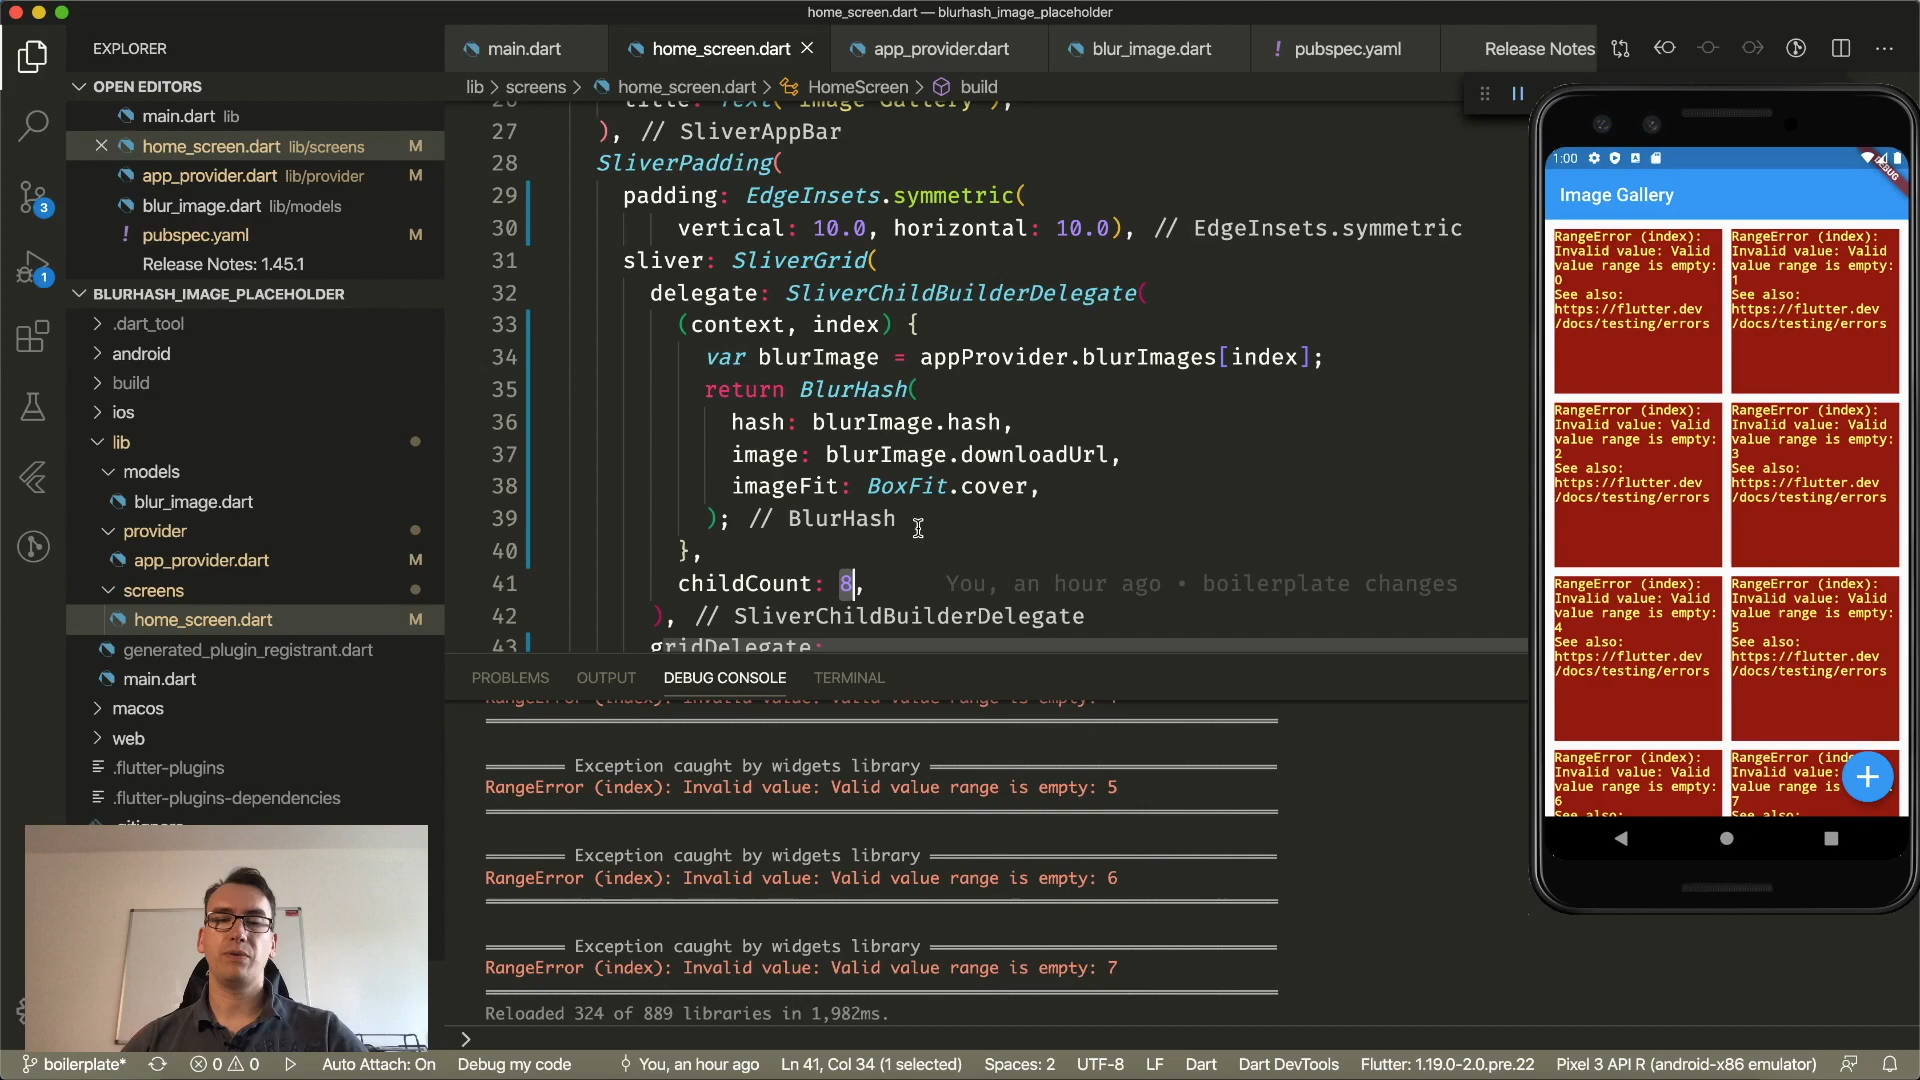 home_screen.dart — blurhash_image_placeholder
EXPLORER
main.dart
home_screen.dart
app_provider.dart
blur_image.dart
! pubspec.yaml
Release Notes
OPEN EDITORS
lib > screens > home_screen.dart > HomeScreen > build
main.dart lib
home_screen.dart lib/screens M
app_provider.dart lib/provider M
blur_image.dart lib/models
! pubspec.yaml M
Release Notes: 1.45.1
3
1
BLURHASH_IMAGE_PLACEHOLDER
.dart_tool
android
build
ios
lib
models
blur_image.dart
provider
app_provider.dart M
screens
home_screen.dart M
generated_plugin_registrant.dart
main.dart
macos
web
.flutter-plugins
.flutter-plugins-dependencies
.gitignore
26 title: Text("Image Gallery"),
27 ), // SliverAppBar
28 SliverPadding(
29 padding: EdgeInsets.symmetric(
30 vertical: 10.0, horizontal: 10.0), // EdgeInsets.symmetric
31 sliver: SliverGrid(
32 delegate: SliverChildBuilderDelegate(
33 (context, index) {
34 var blurImage = appProvider.blurImages[index];
35 return BlurHash(
36 hash: blurImage.hash,
37 image: blurImage.downloadUrl,
38 imageFit: BoxFit.cover,
39 ); // BlurHash
40 },
41 childCount: 8, You, an hour ago • boilerplate changes
42 ), // SliverChildBuilderDelegate
43 gridDelegate:
PROBLEMS OUTPUT DEBUG CONSOLE TERMINAL
RangeError (index): Invalid value: Valid value range is empty:
Exception caught by widgets library
RangeError (index): Invalid value: Valid value range is empty: 5
Exception caught by widgets library
RangeError (index): Invalid value: Valid value range is empty: 6
Exception caught by widgets library
RangeError (index): Invalid value: Valid value range is empty: 7
Reloaded 324 of 889 libraries in 1,982ms.
>
1:00
DEBUG
Image Gallery
RangeError (index):
Invalid value: Valid
value range is empty:
0
See also:
https://flutter.dev
/docs/testing/errors
RangeError (index):
Invalid value: Valid
value range is empty:
1
See also:
https://flutter.dev
/docs/testing/errors
RangeError (index):
Invalid value: Valid
value range is empty:
2
See also:
https://flutter.dev
/docs/testing/errors
RangeError (index):
Invalid value: Valid
value range is empty:
3
See also:
https://flutter.dev
/docs/testing/errors
RangeError (index):
Invalid value: Valid
value range is empty:
4
See also:
https://flutter.dev
/docs/testing/errors
RangeError (index):
Invalid value: Valid
value range is empty:
5
See also:
https://flutter.dev
/docs/testing/errors
RangeError (index):
Invalid value: Valid
value range is empty:
6
See also:
RangeError (inde
Invalid value:
value range is
7
See also:
boilerplate* 0 0 Auto Attach: On Debug my code You, an hour ago Ln 41, Col 34 (1 selected) Spaces: 2 UTF-8 LF Dart Dart DevTools Flutter: 1.19.0-2.0.pre.22 Pixel 3 API R (android-x86 emulator)